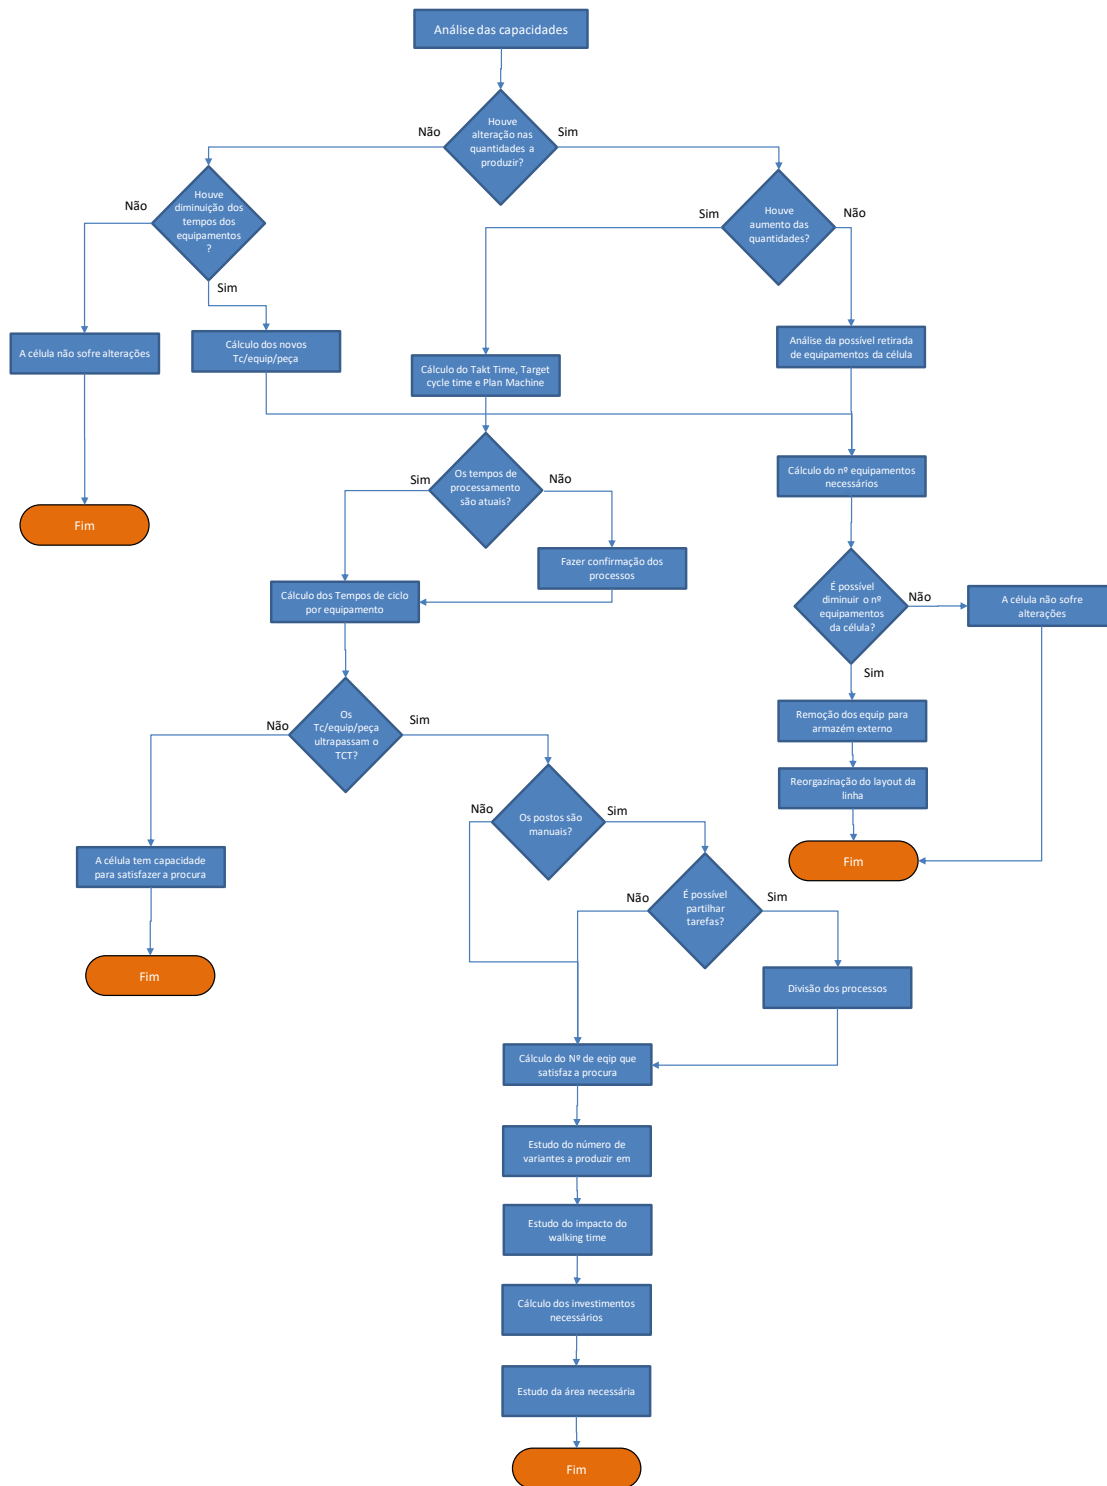 Análise das capacidades
Houve
alteração nas
quantidades a
produzir?
Não
Sim
Houve
diminuição dos
tempos dos
equipamentos
?
Não
Sim
Houve
aumento das
quantidades?
Sim
Não
A célula não sofre alterações
Cálculo dos novos
Tc/equip/peça
Cálculo do Takt Time, Target
cycle time e Plan Machine
Análise da possível retirada
de equipamentos da célula
Os tempos de
processamento
são atuais?
Sim
Não
Cálculo do nº equipamentos
necessários
Fim
Fazer confirmação dos
processos
Cálculo dos Tempos de ciclo
por equipamento
É possível
diminuir o nº
equipamentos
da célula?
Não
Sim
A célula não sofre
alterações
Os
Tc/equip/peça
ultrapassam o
TCT?
Não
Sim
Remoção dos equip para
armazém externo
Reorgazinação do layout da
linha
Os postos são
manuais?
Não
Sim
Fim
A célula tem capacidade
para satisfazer a procura
É possível
partilhar
tarefas?
Não
Sim
Fim
Divisão dos processos
Cálculo do Nº de eqip que
satisfaz a procura
Estudo do número de
variantes a produzir em
Estudo do impacto do
walking time
Cálculo dos investimentos
necessários
Estudo da área necessária
Fim